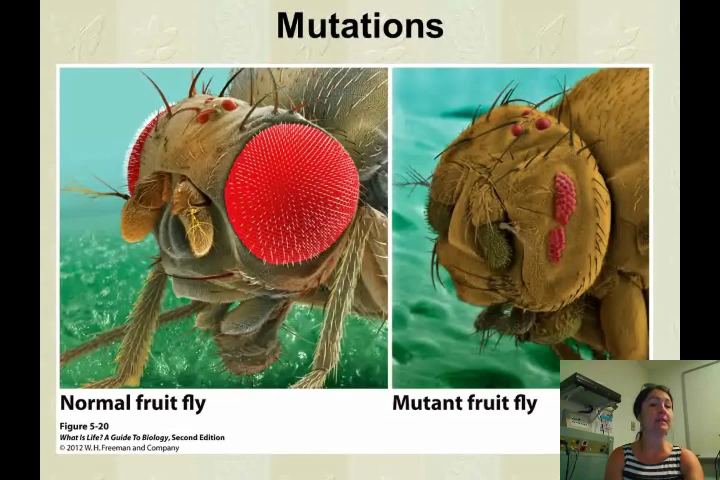 Mutations
Normal fruit fly
Mutant fruit fly
Figure 5-20
What Is Life? A Guide To Biology, Second Edition
© 2012 W. H. Freeman and Company